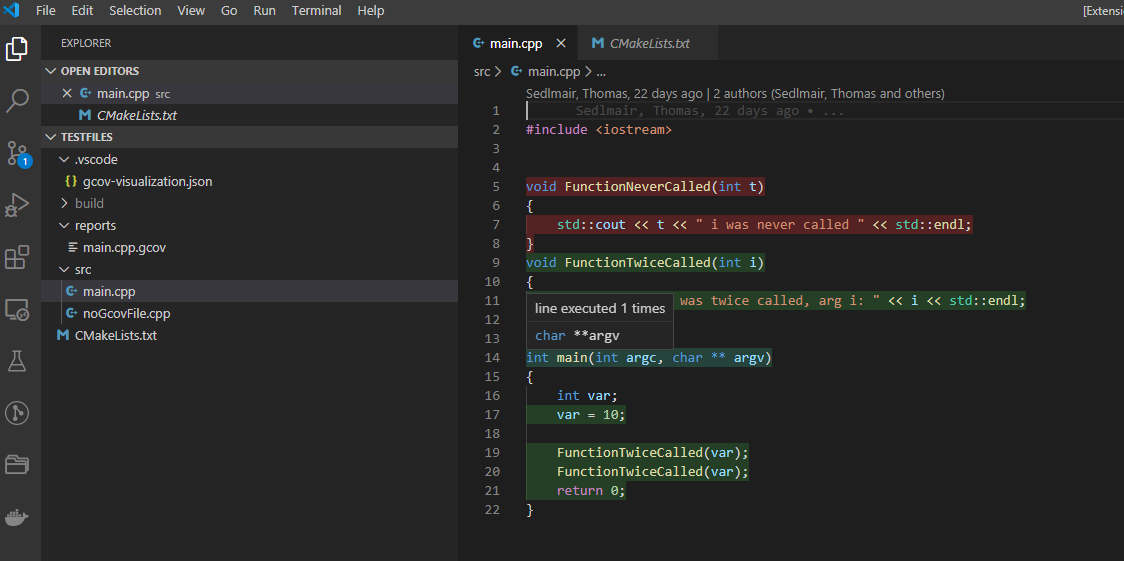 File Edit Selection View Go Run Terminal Help [Extensi
EXPLORER
OPEN EDITORS
main.cpp src
CMakeLists.txt
TESTFILES
.vscode
gcov-visualization.json
build
reports
main.cpp.gcov
src
main.cpp
noGcovFile.cpp
CMakeLists.txt
1
main.cpp CMakeLists.txt
src > main.cpp > ...
Sedlmair, Thomas, 22 days ago | 2 authors (Sedlmair, Thomas and others)
1 Sedlmair, Thomas, 22 days ago • ...
2 #include <iostream>
3
4
5 void FunctionNeverCalled(int t)
6 {
7 std::cout << t << " i was never called " << std::endl;
8 }
9 void FunctionTwiceCalled(int i)
10 {
11 was twice called, arg i: " << i << std::endl;
line executed 1 times
12
13
char **argv
14 int main(int argc, char ** argv)
15 {
16 int var;
17 var = 10;
18
19 FunctionTwiceCalled(var);
20 FunctionTwiceCalled(var);
21 return 0;
22 }